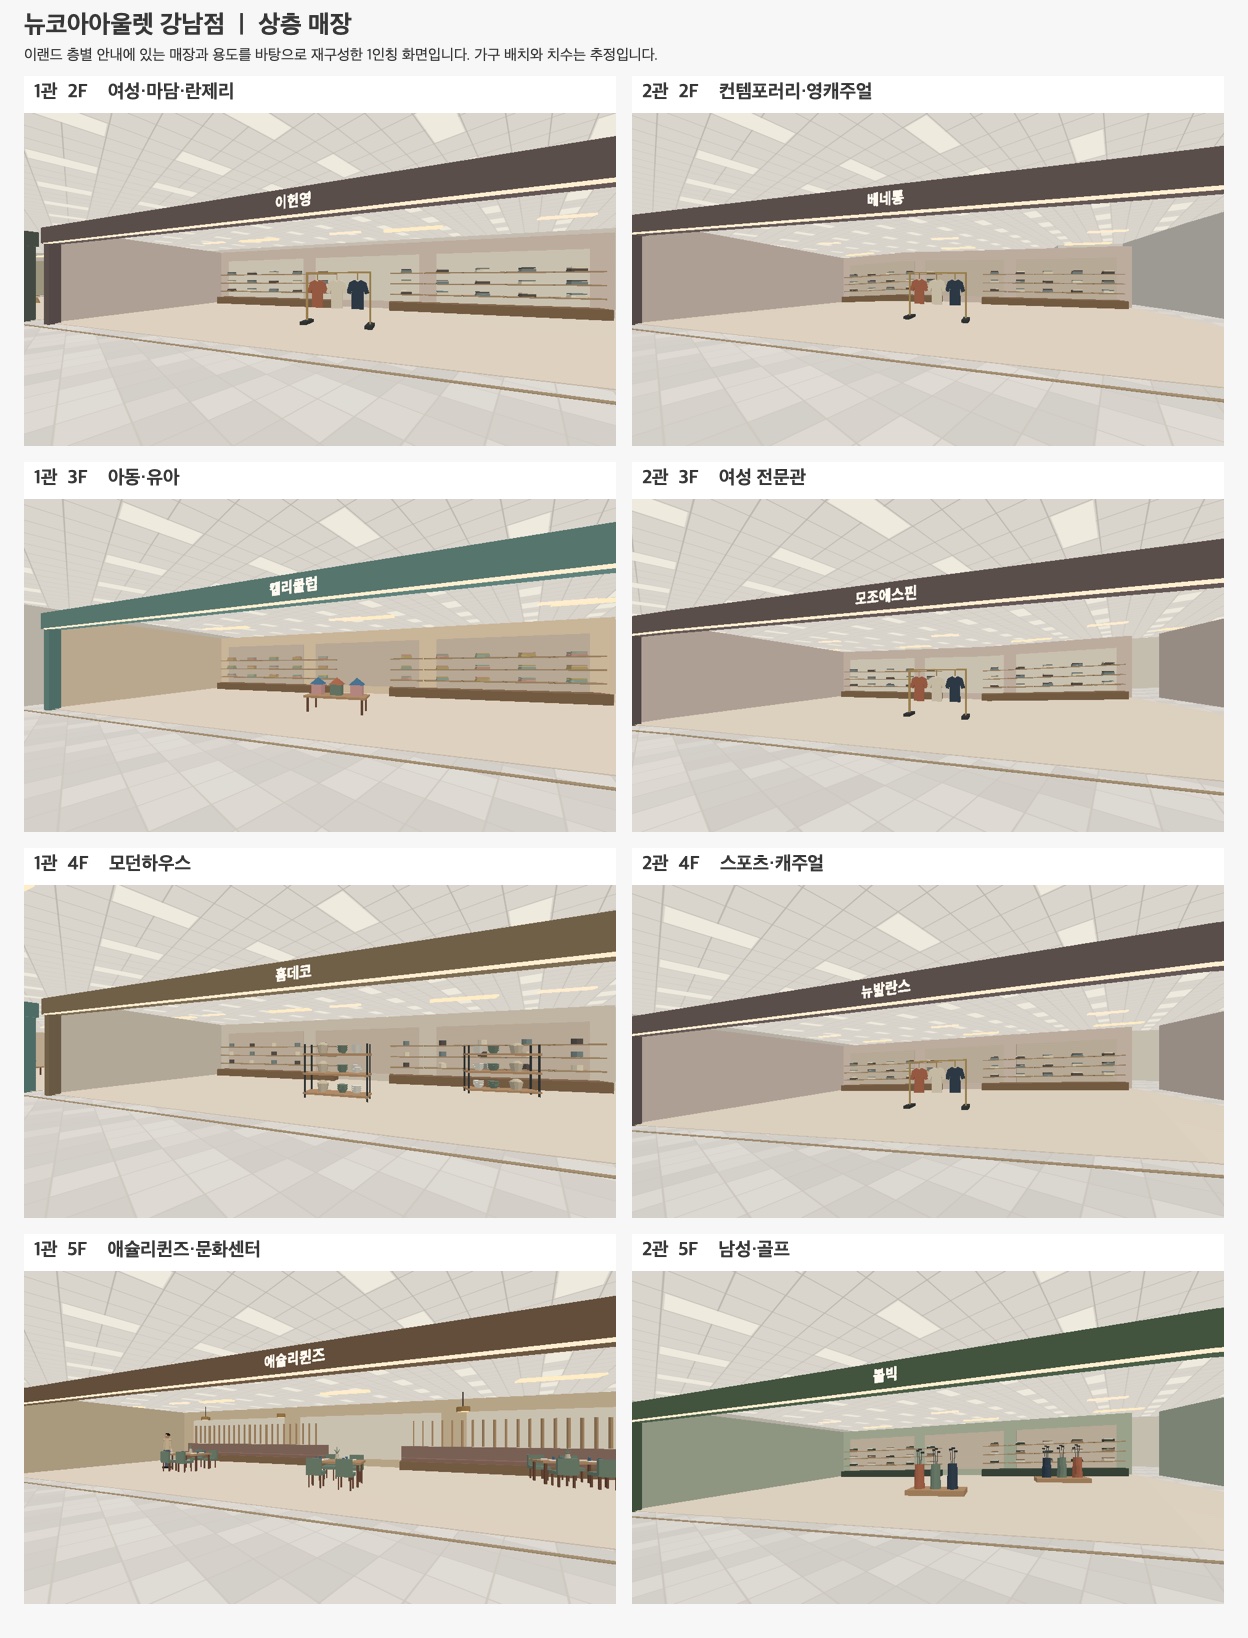 뉴코아아울렛 강남점 | 상층 매장
이랜드 층별 안내에 있는 매장과 용도를 바탕으로 재구성한 1인칭 화면입니다. 가구 배치와 치수는 추정입니다.
1관 2F 여성·마담·란제리
이헌영
2관 2F 컨템포러리·영캐주얼
베네통
1관 3F 아동·유아
캘리클럽
2관 3F 여성 전문관
모조에스핀
1관 4F 모던하우스
홈데코
2관 4F 스포츠·캐주얼
뉴발란스
1관 5F 애슐리퀸즈·문화센터
애슐리퀸즈
2관 5F 남성·골프
볼빅